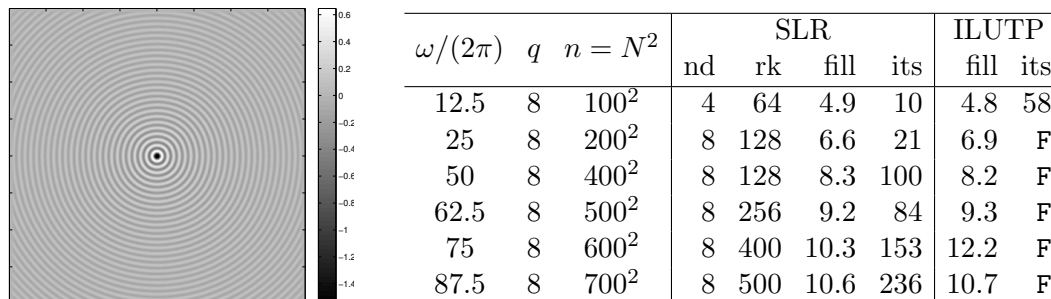 0.6
0.4
0.2
0
−0.2
−0.4
−0.6
−0.8
−1
−1.2
−1.4
ω/(2π) q n = N² SLR ILUTP
nd rk fill its fill its
12.5 8 100² 4 64 4.9 10 4.8 58
25 8 200² 8 128 6.6 21 6.9 F
50 8 400² 8 128 8.3 100 8.2 F
62.5 8 500² 8 256 9.2 84 9.3 F
75 8 600² 8 400 10.3 153 12.2 F
87.5 8 700² 8 500 10.6 236 10.7 F